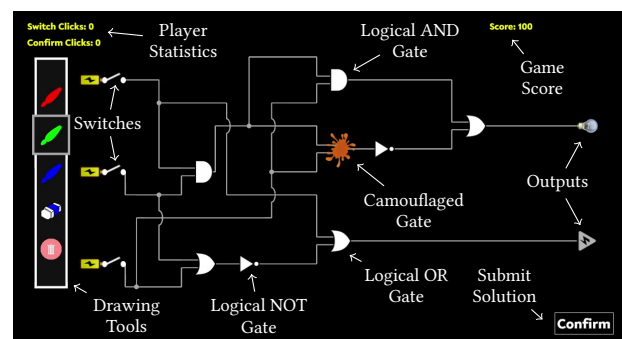 Switch Clicks: 0
Confirm Clicks: 0
Player
Statistics
Logical AND
Gate
Score: 100
Game
Score
Switches
Camouflaged
Gate
Outputs
Drawing
Tools
Logical NOT
Gate
Logical OR
Gate
Submit
Solution
Confirm